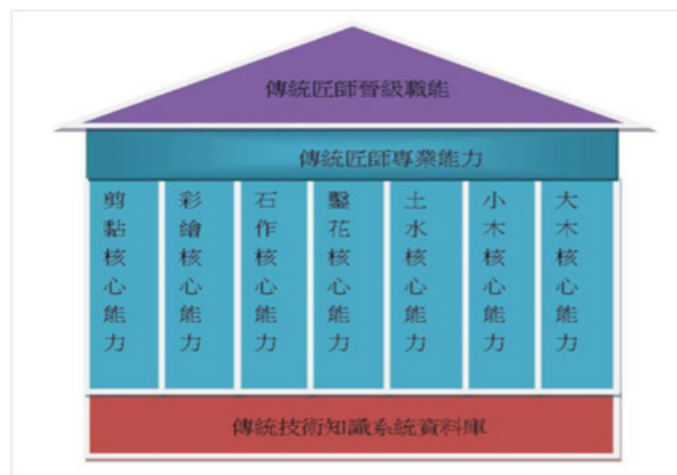 傳統匠師晉級職能
傳統匠師專業能力
剪黏核心能力
彩繪核心能力
石作核心能力
鑿花核心能力
土水核心能力
小木核心能力
大木核心能力
傳統技術知識系統資料庫